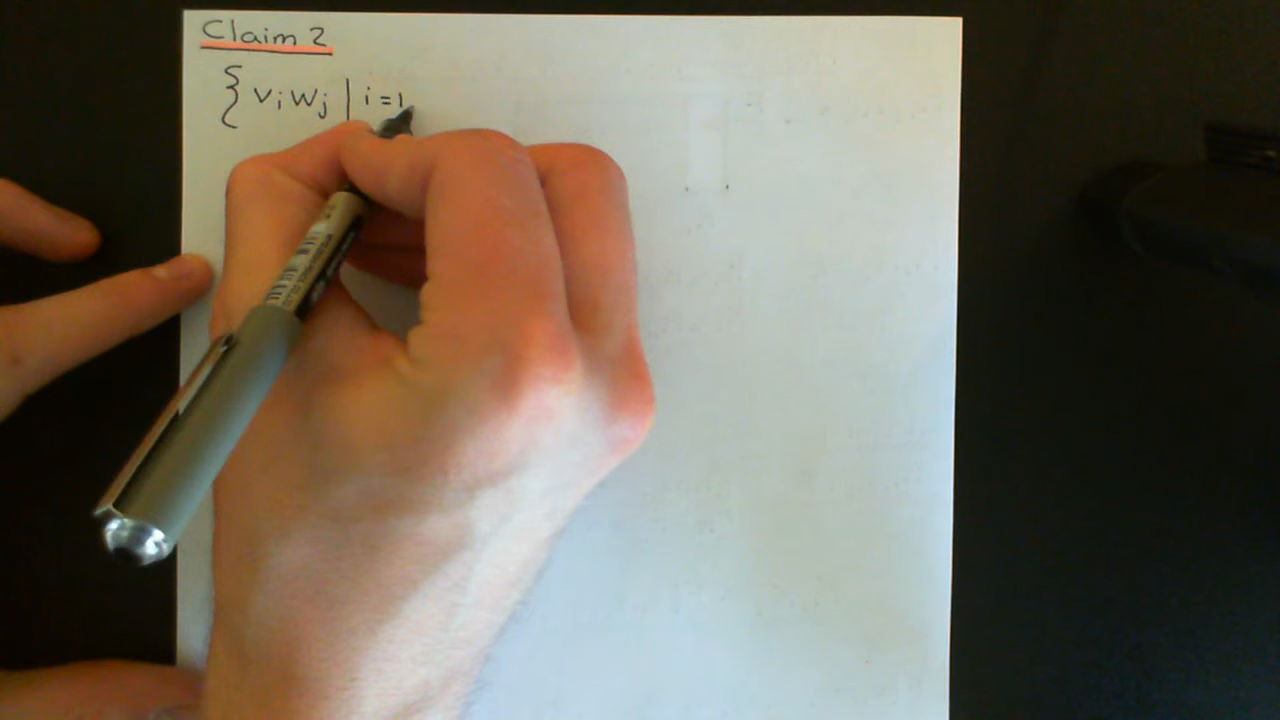 Claim 2
{ v_i w_j | i = 1